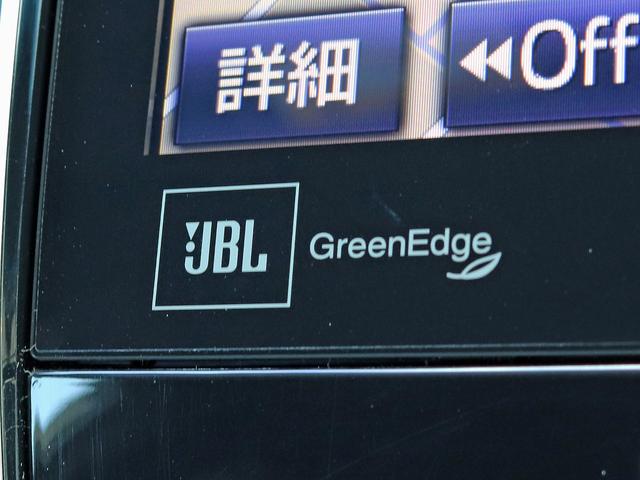 詳細
◀◀Off
JBL
GreenEdge